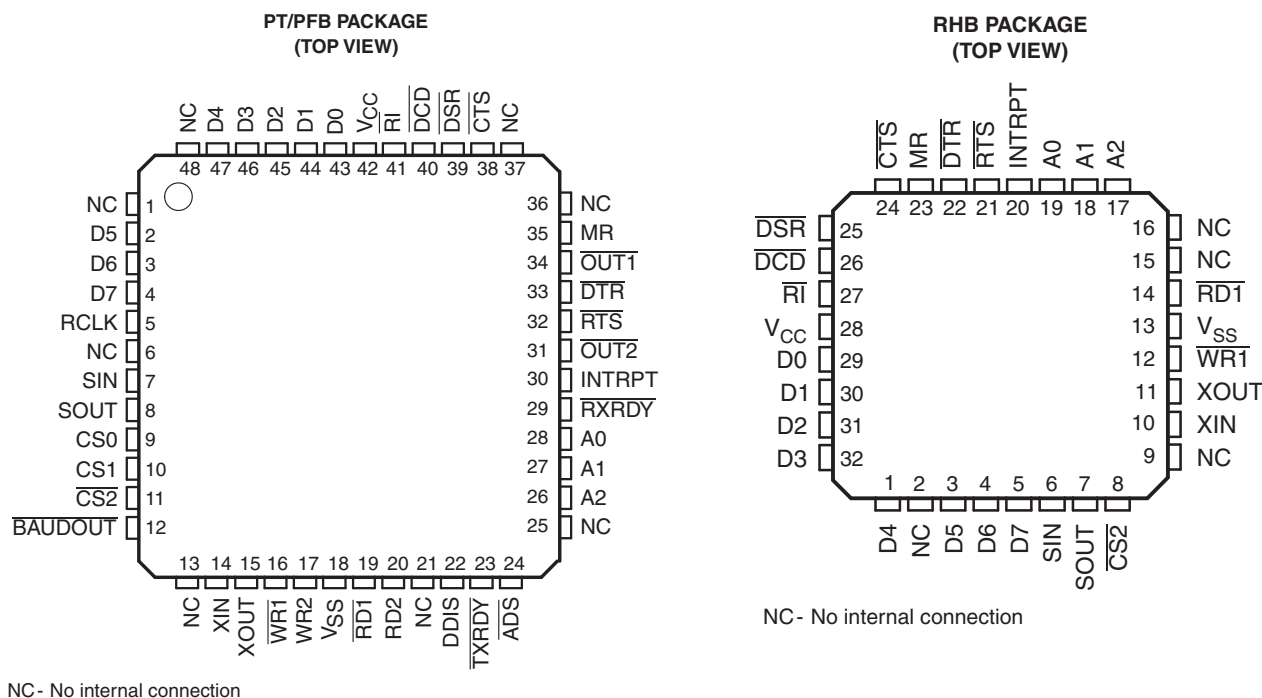 PT/PFB PACKAGE
(TOP VIEW)
NC D4 D3 D2 D1 D0 VCC RI DCD DSR CTS NC
48 47 46 45 44 43 42 41 40 39 38 37
NC 1
D5 2
D6 3
D7 4
RCLK 5
NC 6
SIN 7
SOUT 8
CS0 9
CS1 10
CS2 11
BAUDOUT 12
36 NC
35 MR
34 OUT1
33 DTR
32 RTS
31 OUT2
30 INTRPT
29 RXRDY
28 A0
27 A1
26 A2
25 NC
13 14 15 16 17 18 19 20 21 22 23 24
NC XIN XOUT WR1 WR2 VSS RD1 RD2 NC DDIS TXRDY ADS
NC- No internal connection
RHB PACKAGE
(TOP VIEW)
CTS MR DTR RTS INTRPT A0 A1 A2
24 23 22 21 20 19 18 17
DSR 25
DCD 26
RI 27
VCC 28
D0 29
D1 30
D2 31
D3 32
16 NC
15 NC
14 RD1
13 VSS
12 WR1
11 XOUT
10 XIN
9 NC
1 2 3 4 5 6 7 8
D4 NC D5 D6 D7 SIN SOUT CS2
NC- No internal connection